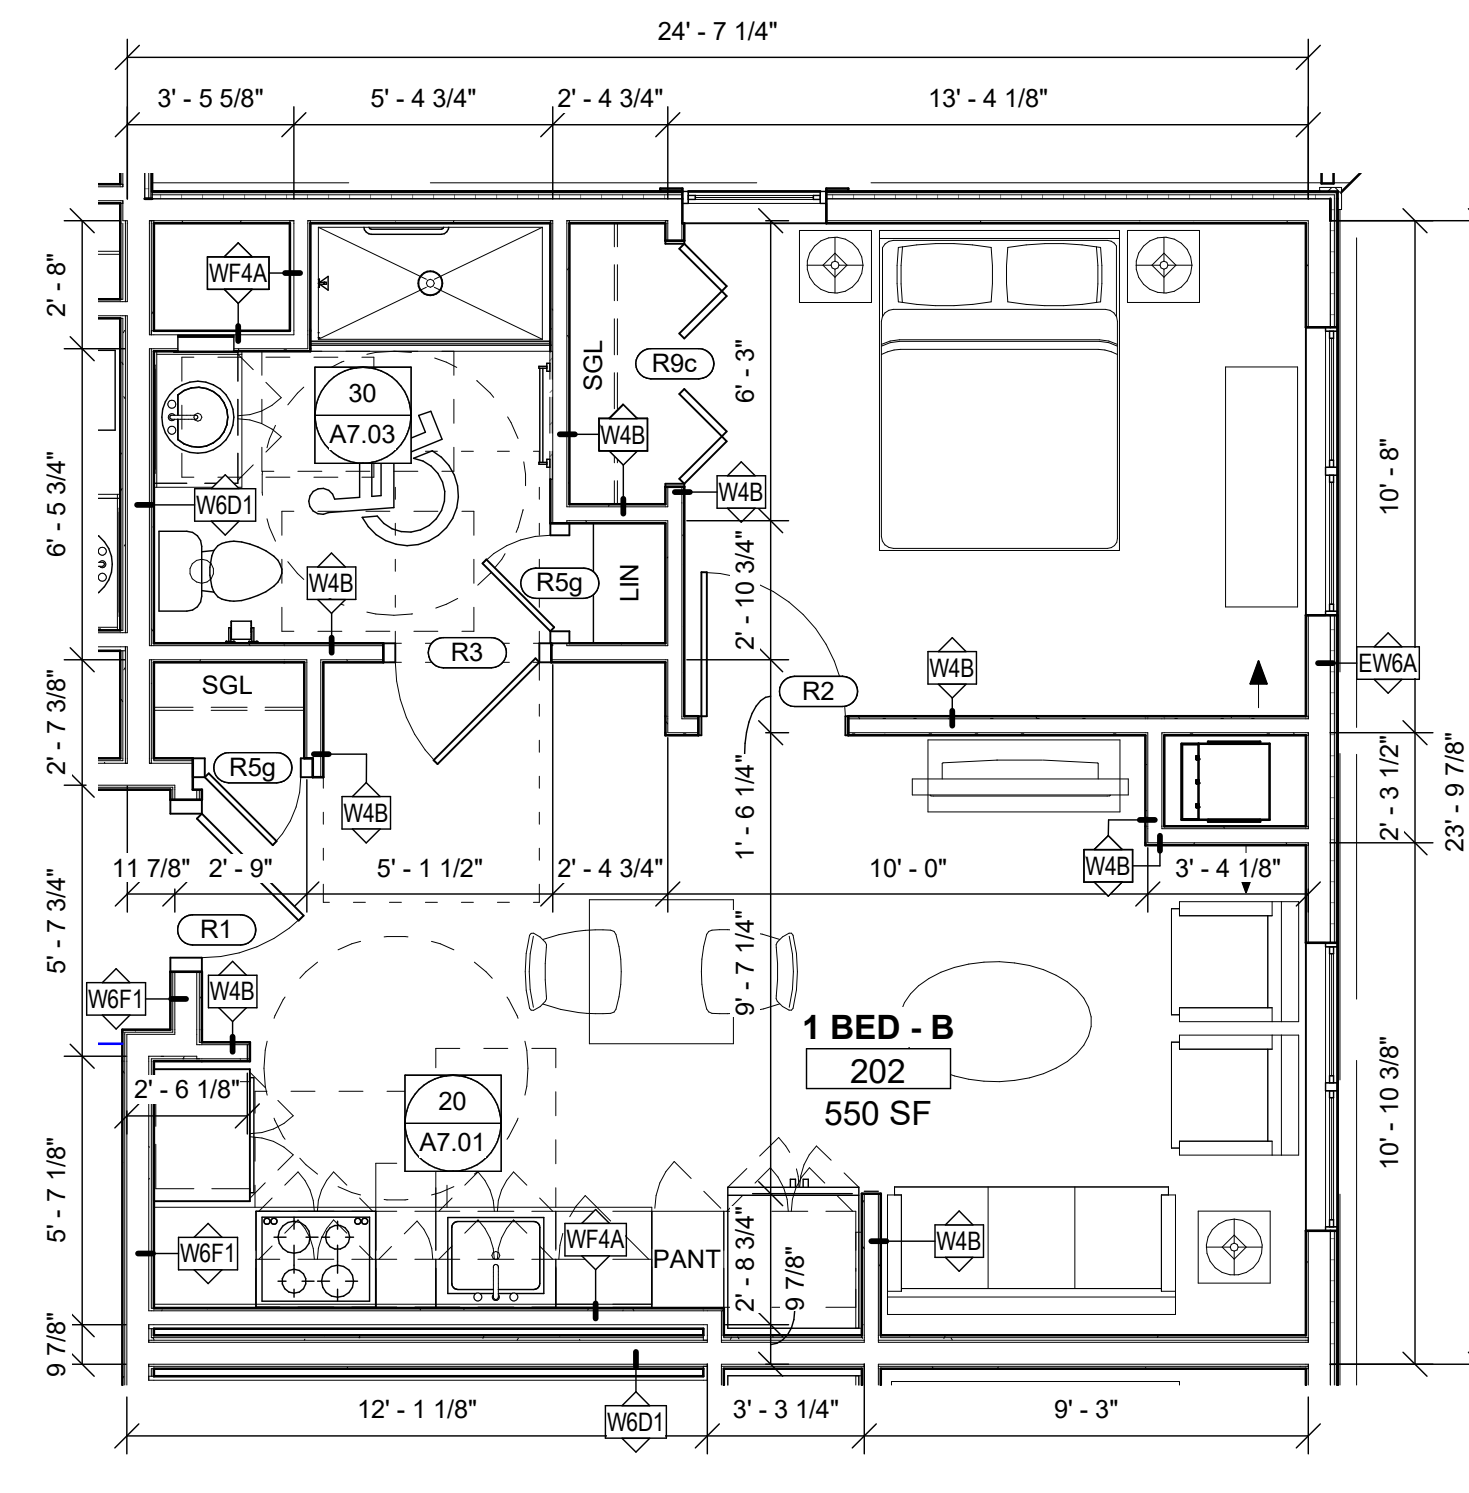 24' - 7 1/4"
3' - 5 5/8"
5' - 4 3/4"
2' - 4 3/4"
13' - 4 1/8"
2' - 8"
WF4A
SGL
R9c
6' - 3"
30
A7.03
W4B
W4B
10' - 8"
6' - 5 3/4"
W6D1
W4B
R5g
LIN
2' - 10 3/4"
R3
R2
W4B
EW6A
SGL
2' - 7 3/8"
R5g
W4B
1' - 6 1/4"
2' - 3 1/2"
23' - 9 7/8"
W4B
11 7/8"
2' - 9"
5' - 1 1/2"
2' - 4 3/4"
10' - 0"
3' - 4 1/8"
5' - 7 3/4"
R1
9' - 7 1/4"
W6F1
W4B
1 BED - B
202
550 SF
2' - 6 1/8"
20
A7.01
10' - 10 3/8"
5' - 7 1/8"
W6F1
WF4A
PANT
2' - 8 3/4"
9 7/8"
W4B
9 7/8"
12' - 1 1/8"
W6D1
3' - 3 1/4"
9' - 3"